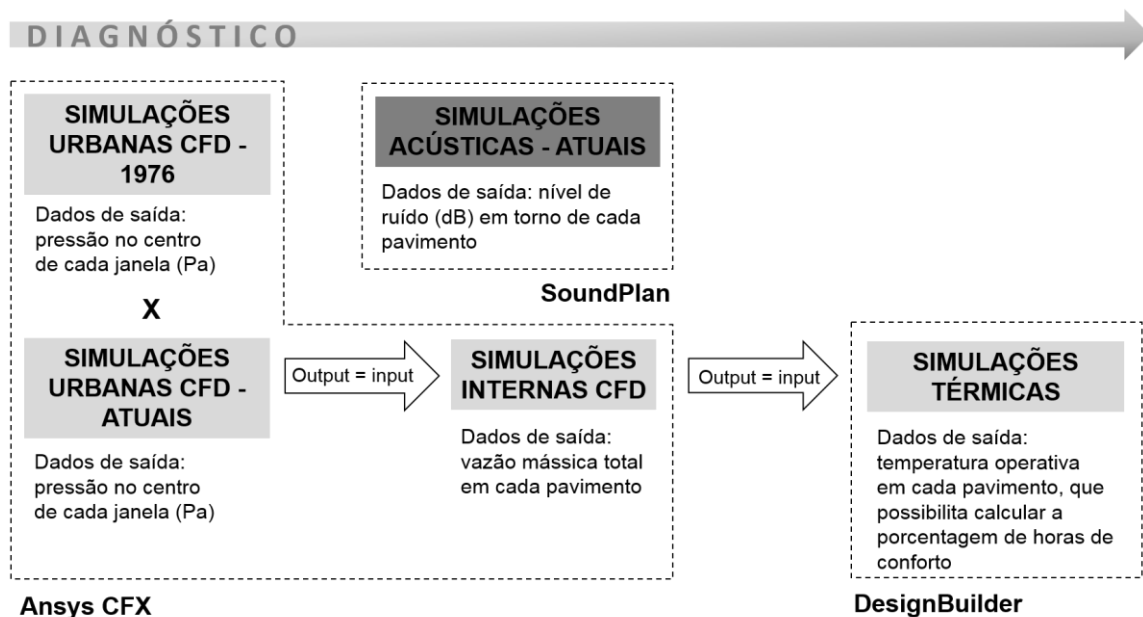 DIAGNÓSTICO
SIMULAÇÕES
URBANAS CFD -
1976
Dados de saída:
pressão no centro
de cada janela (Pa)
X
SIMULAÇÕES
URBANAS CFD -
ATUAIS
Dados de saída:
pressão no centro
de cada janela (Pa)
Ansys CFX
SIMULAÇÕES
ACÚSTICAS - ATUAIS
Dados de saída: nível de
ruído (dB) em torno de cada
pavimento
SoundPlan
Output = input
SIMULAÇÕES
INTERNAS CFD
Dados de saída:
vazão mássica total
em cada pavimento
Output = input
SIMULAÇÕES
TÉRMICAS
Dados de saída:
temperatura operativa
em cada pavimento, que
possibilita calcular a
porcentagem de horas de
conforto
DesignBuilder